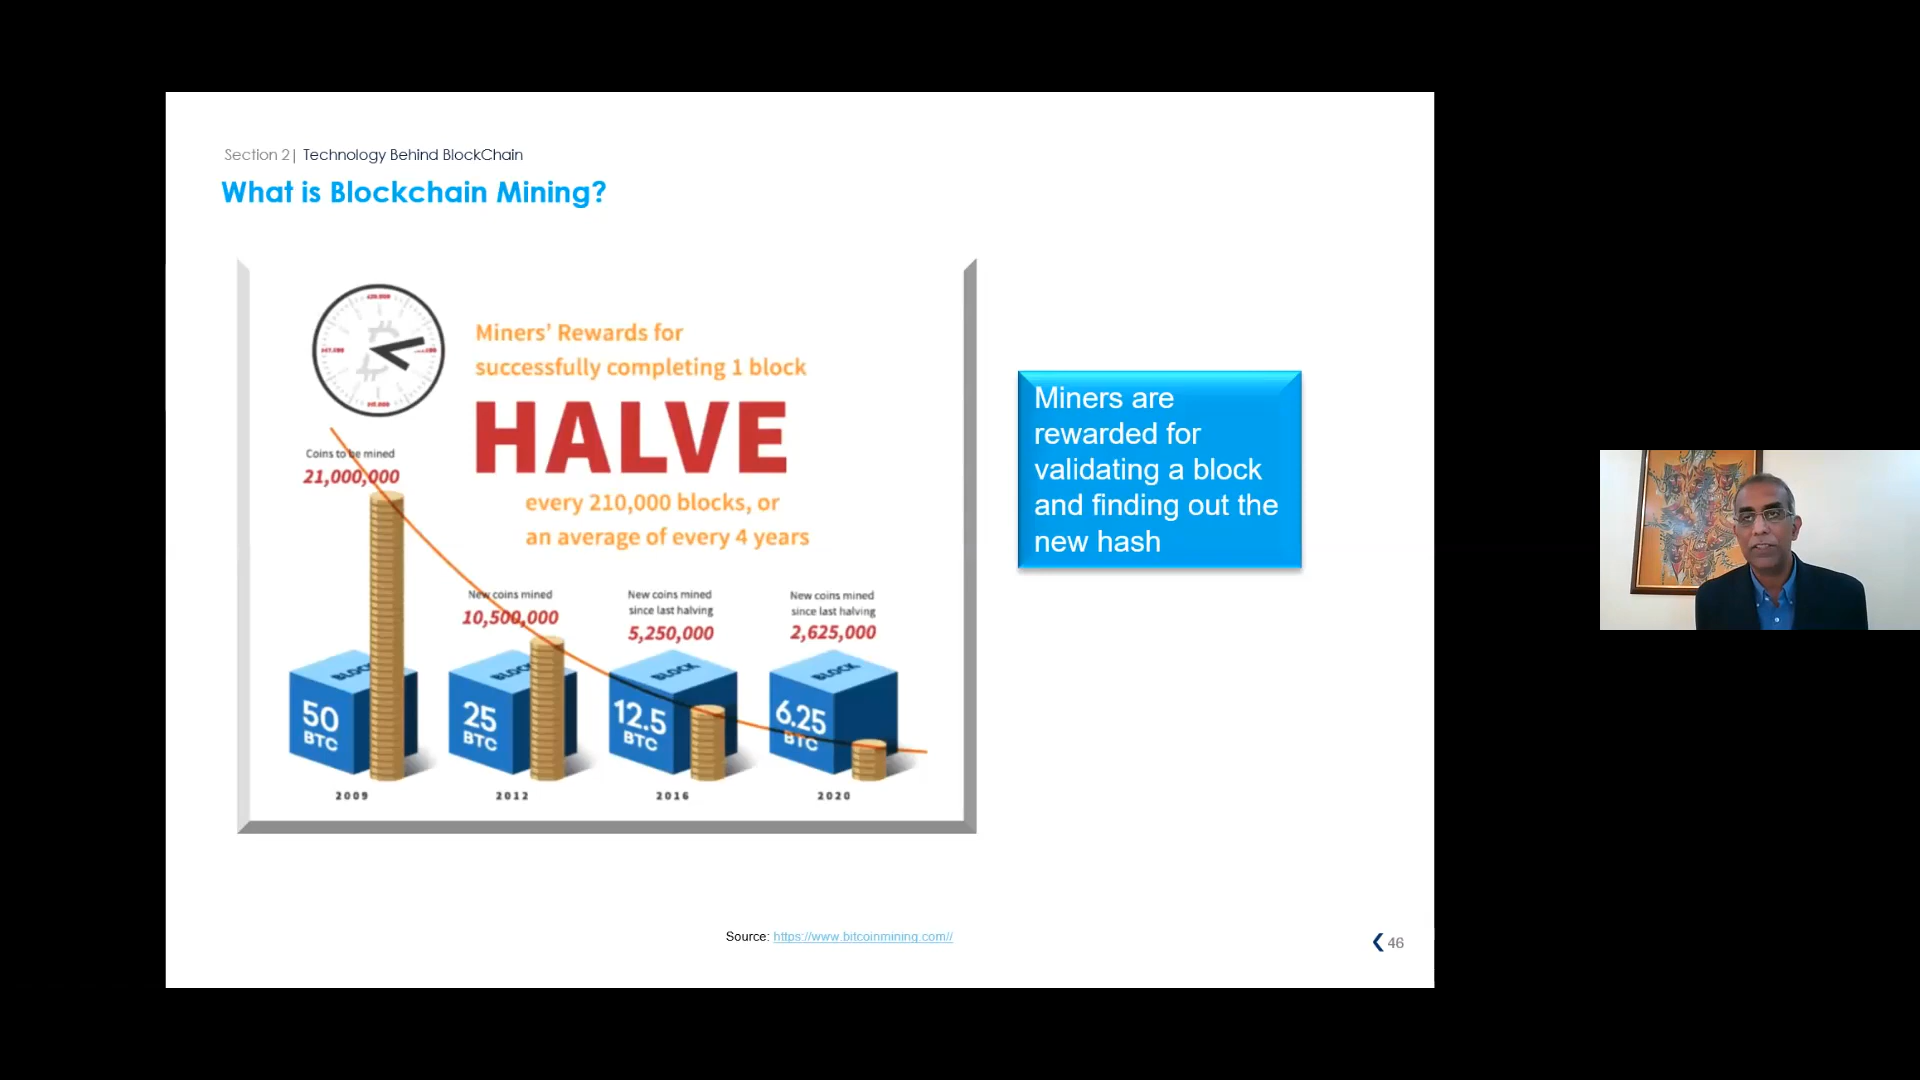 Section 2| Technology Behind BlockChain
What is Blockchain Mining?
Miners' Rewards for
successfully completing 1 block
HALVE
every 210,000 blocks, or
an average of every 4 years
Coins to be mined
21,000,000
New coins mined
10,500,000
New coins mined
since last halving
5,250,000
New coins mined
since last halving
2,625,000
BLOCK
50
BTC
BLOCK
25
BTC
BLOCK
12.5
BTC
BLOCK
6.25
BTC
2009
2012
2016
2020
Miners are
rewarded for
validating a block
and finding out the
new hash
Source: https://www.bitcoinmining.com//
46